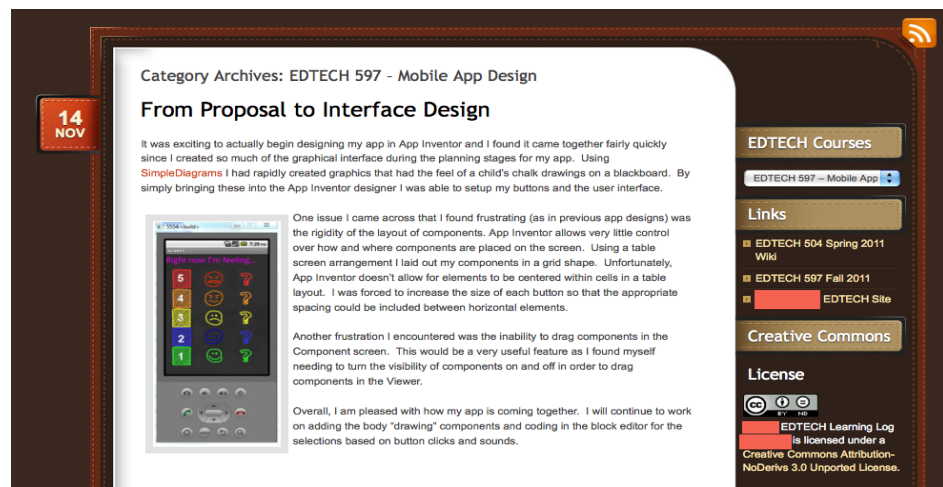 Category Archives: EDTECH 597 – Mobile App Design
From Proposal to Interface Design
14
NOV
It was exciting to actually begin designing my app in App Inventor and I found it came together fairly quickly
since I created so much of the graphical interface during the planning stages for my app. Using
SimpleDiagrams I had rapidly created graphics that had the feel of a child's chalk drawings on a blackboard. By
simply bringing these into the App Inventor designer I was able to setup my buttons and the user interface.
5554:<build>
7:29 PM
Right now I'm feeling...
5
4
3
2
1
One issue I came across that I found frustrating (as in previous app designs) was
the rigidity of the layout of components. App Inventor allows very little control
over how and where components are placed on the screen. Using a table
screen arrangement I laid out my components in a grid shape. Unfortunately,
App Inventor doesn't allow for elements to be centered within cells in a table
layout. I was forced to increase the size of each button so that the appropriate
spacing could be included between horizontal elements.
Another frustration I encountered was the inability to drag components in the
Component screen. This would be a very useful feature as I found myself
needing to turn the visibility of components on and off in order to drag
components in the Viewer.
Overall, I am pleased with how my app is coming together. I will continue to work
on adding the body "drawing" components and coding in the block editor for the
selections based on button clicks and sounds.
EDTECH Courses
EDTECH 597 – Mobile App
Links
EDTECH 504 Spring 2011
Wiki
EDTECH 597 Fall 2011
EDTECH Site
Creative Commons
License
cc
BY ND
EDTECH Learning Log
is licensed under a
Creative Commons Attribution-
NoDerivs 3.0 Unported License.